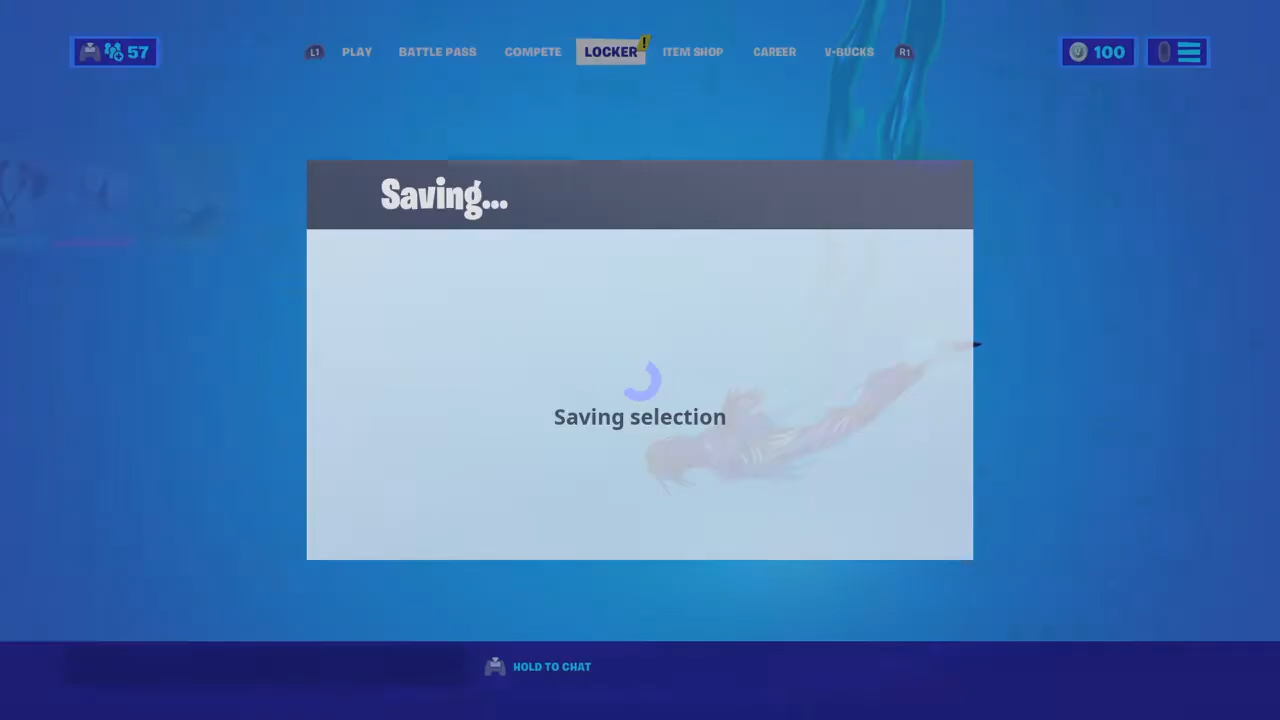 57
L1
PLAY
BATTLE PASS
COMPETE
LOCKER
!
ITEM SHOP
CAREER
V-BUCKS
R1
100
Saving...
Saving selection
HOLD TO CHAT